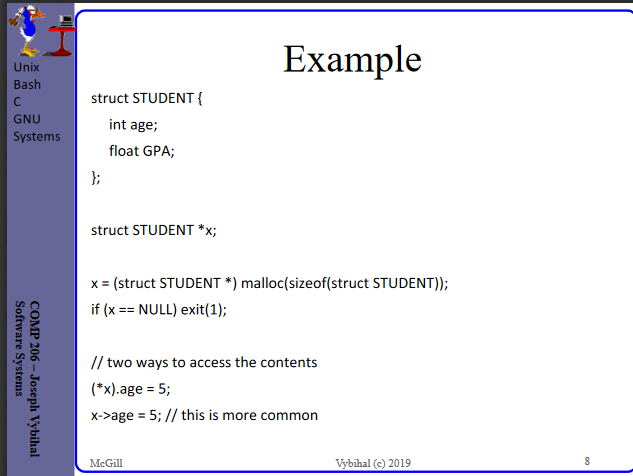 Example
Unix
Bash
C
GNU
Systems
struct STUDENT {
int age;
float GPA;
};
struct STUDENT *x;
x = (struct STUDENT *) malloc(sizeof(struct STUDENT));
if (x == NULL) exit(1);
// two ways to access the contents
(*x).age = 5;
x->age = 5; // this is more common
COMP 206 – Joseph Vybihal
Software Systems
McGill
Vybihal (c) 2019
8